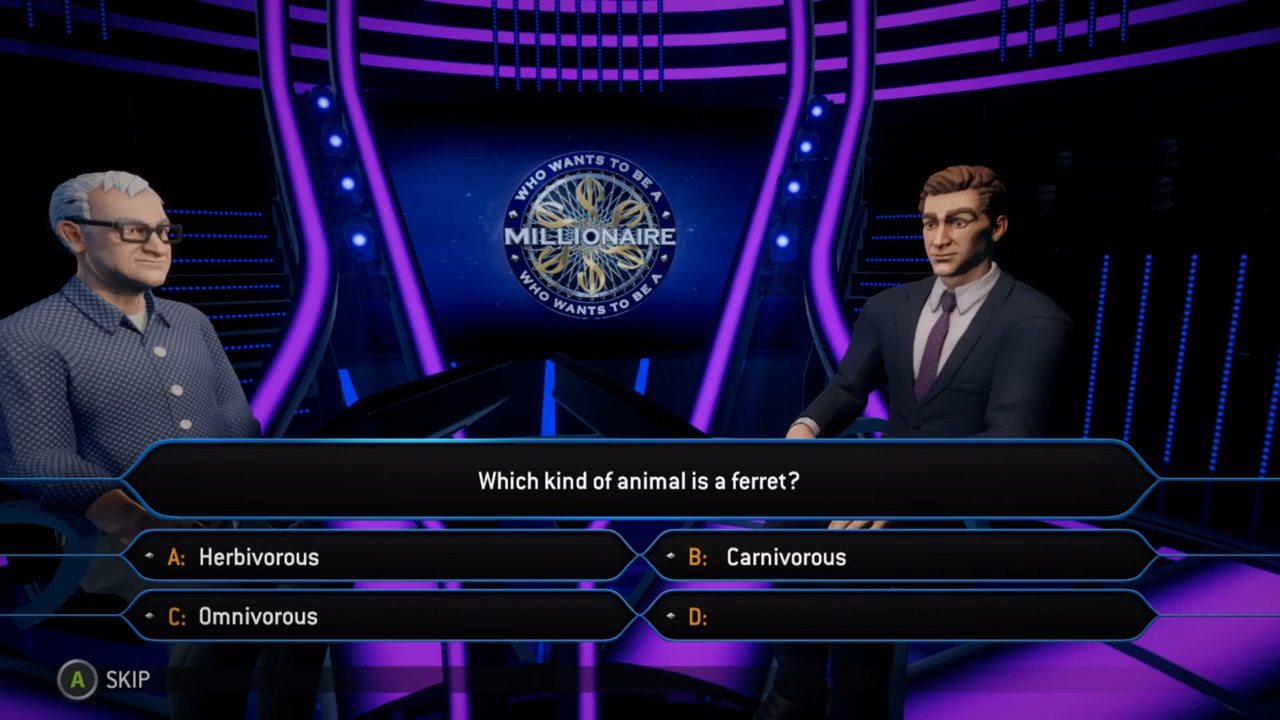 WHO WANTS TO BE A
MILLIONAIRE
WHO WANTS TO BE A
Which kind of animal is a ferret?
A: Herbivorous
B: Carnivorous
C: Omnivorous
D:
A SKIP